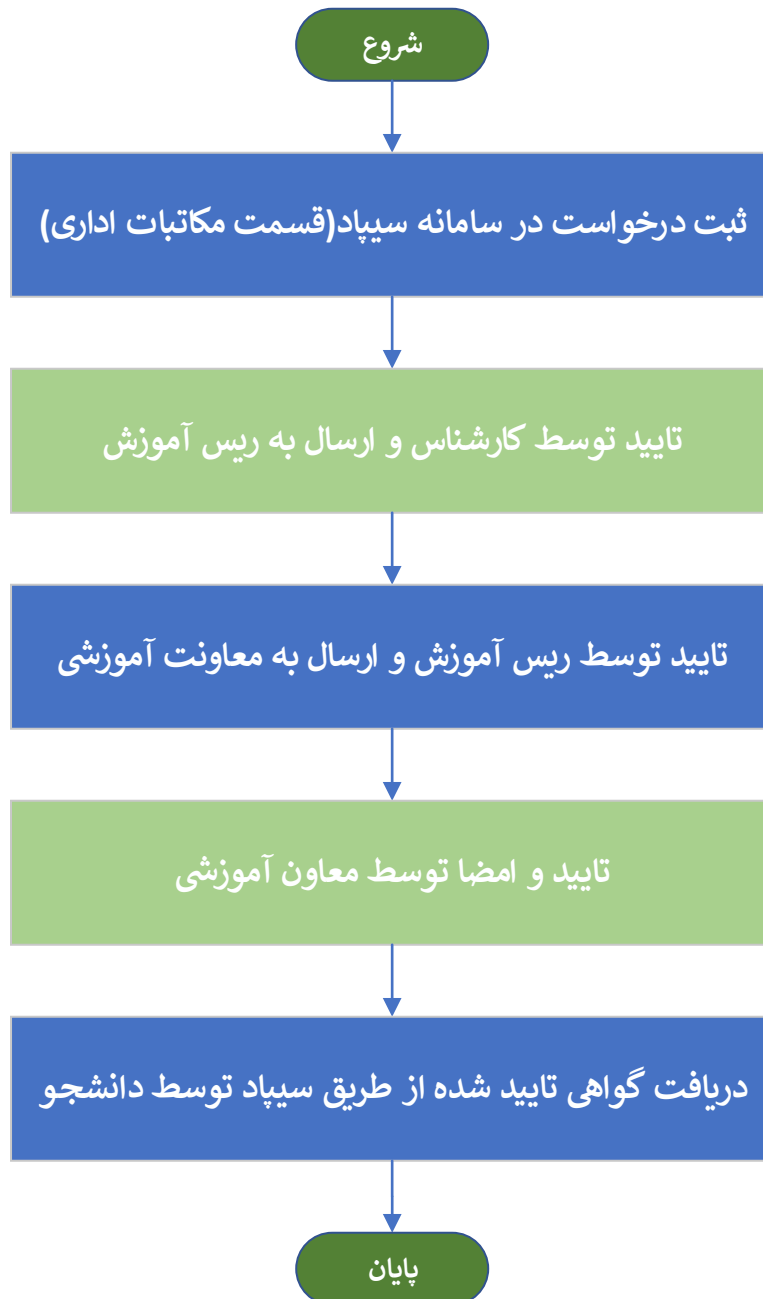 شروع
ثبت درخواست در سامانه سیپاد(قسمت مکاتبات اداری)
تایید توسط کارشناس و ارسال به ریس آموزش
تایید توسط ریس آموزش و ارسال به معاونت آموزشی
تایید و امضا توسط معاون آموزشی
دریافت گواهی تایید شده از طریق سیپاد توسط دانشجو
پایان